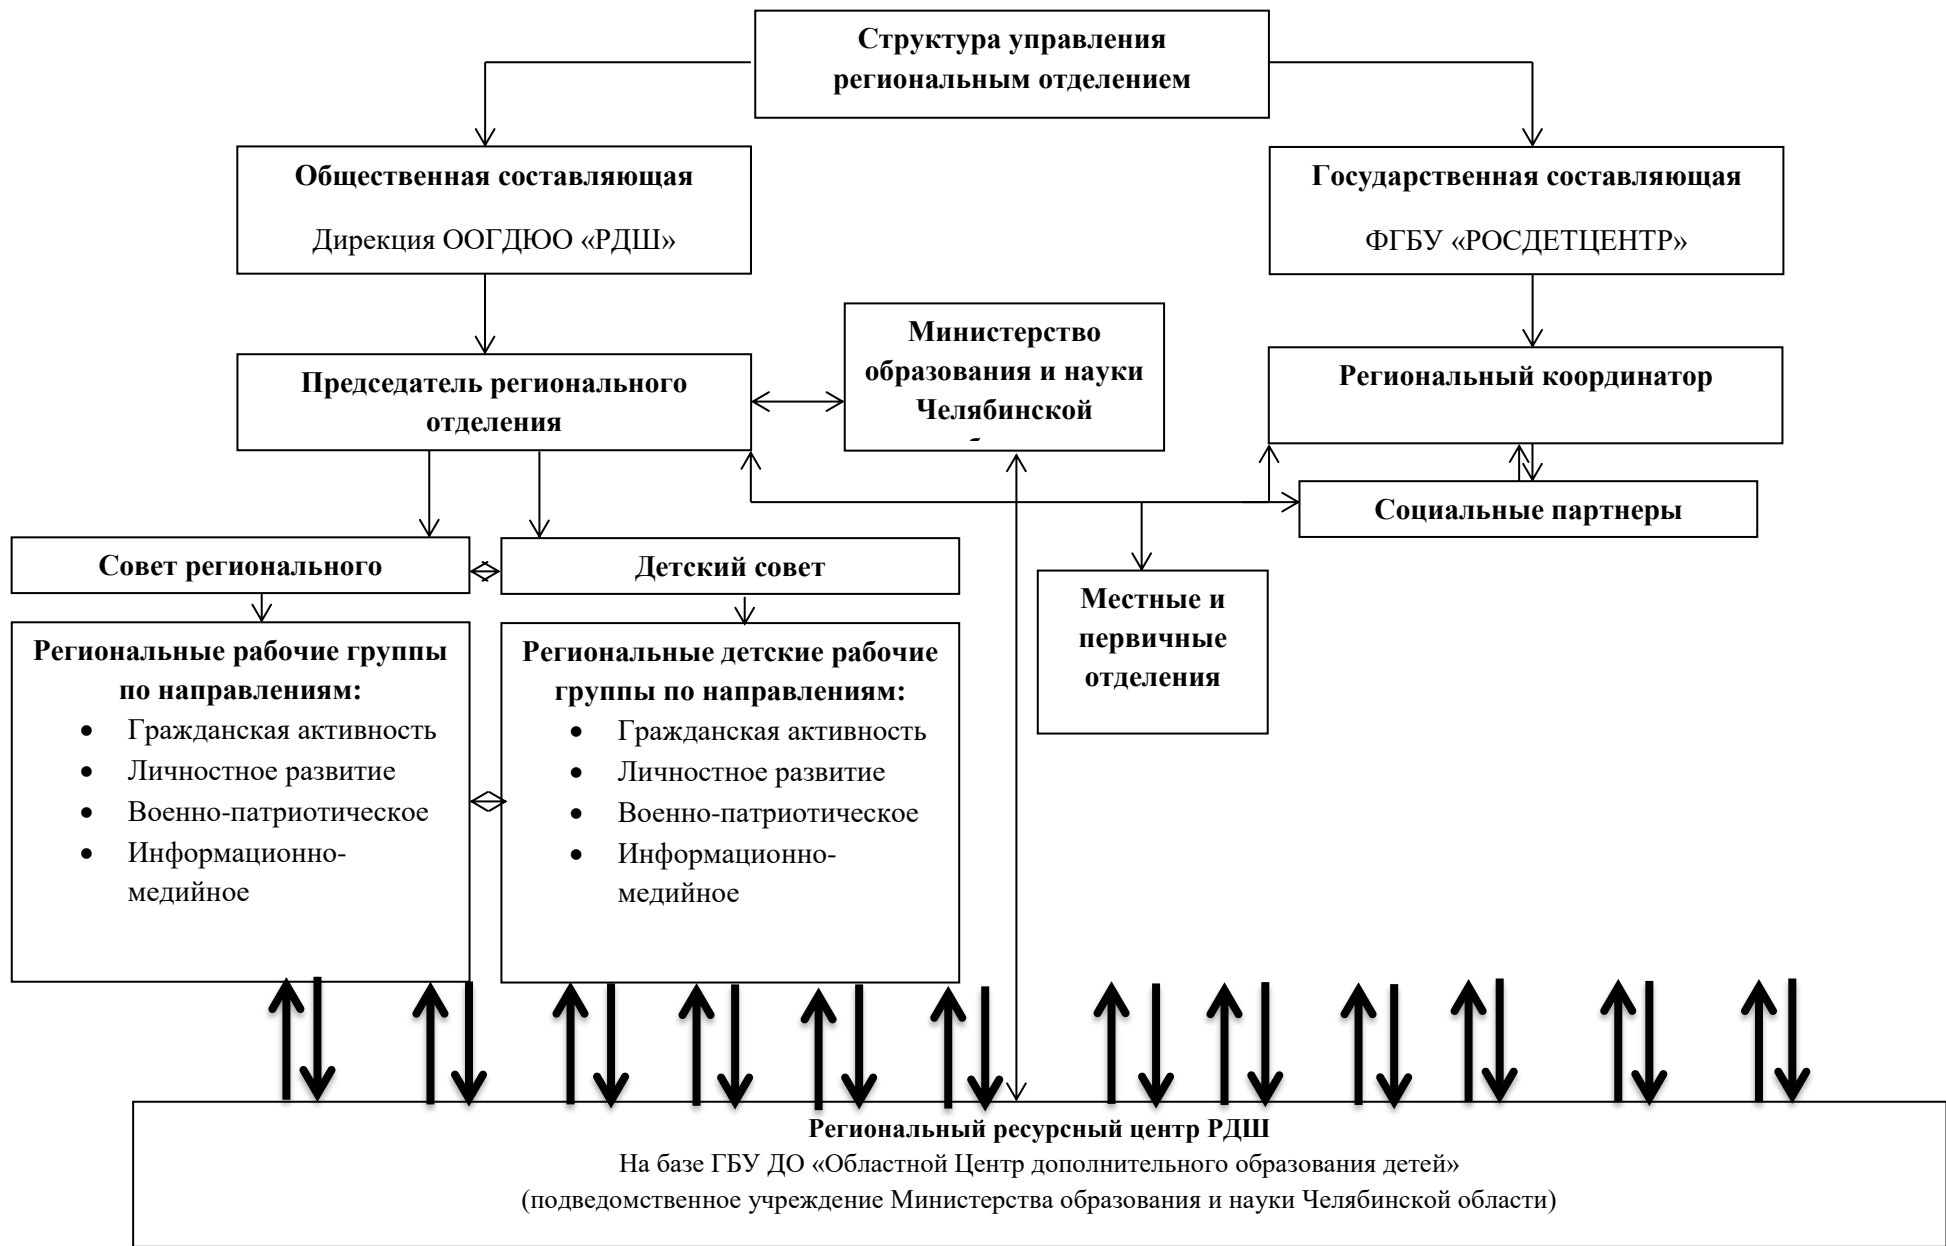 Структура управления
региональным отделением
Общественная составляющая
Дирекция ООГДЮО «РДШ»
Государственная составляющая
ФГБУ «РОСДЕТЦЕНТР»
Министерство
образования и науки
Челябинской
Председатель регионального
отделения
Региональный координатор
Социальные партнеры
Совет регионального
Детский совет
Местные и
первичные
отделения
Региональные рабочие группы
по направлениям:
• Гражданская активность
• Личностное развитие
• Военно-патриотическое
• Информационно-
медийное
Региональные детские рабочие
группы по направлениям:
• Гражданская активность
• Личностное развитие
• Военно-патриотическое
• Информационно-
медийное
Региональный ресурсный центр РДШ
На базе ГБУ ДО «Областной Центр дополнительного образования детей»
(подведомственное учреждение Министерства образования и науки Челябинской области)